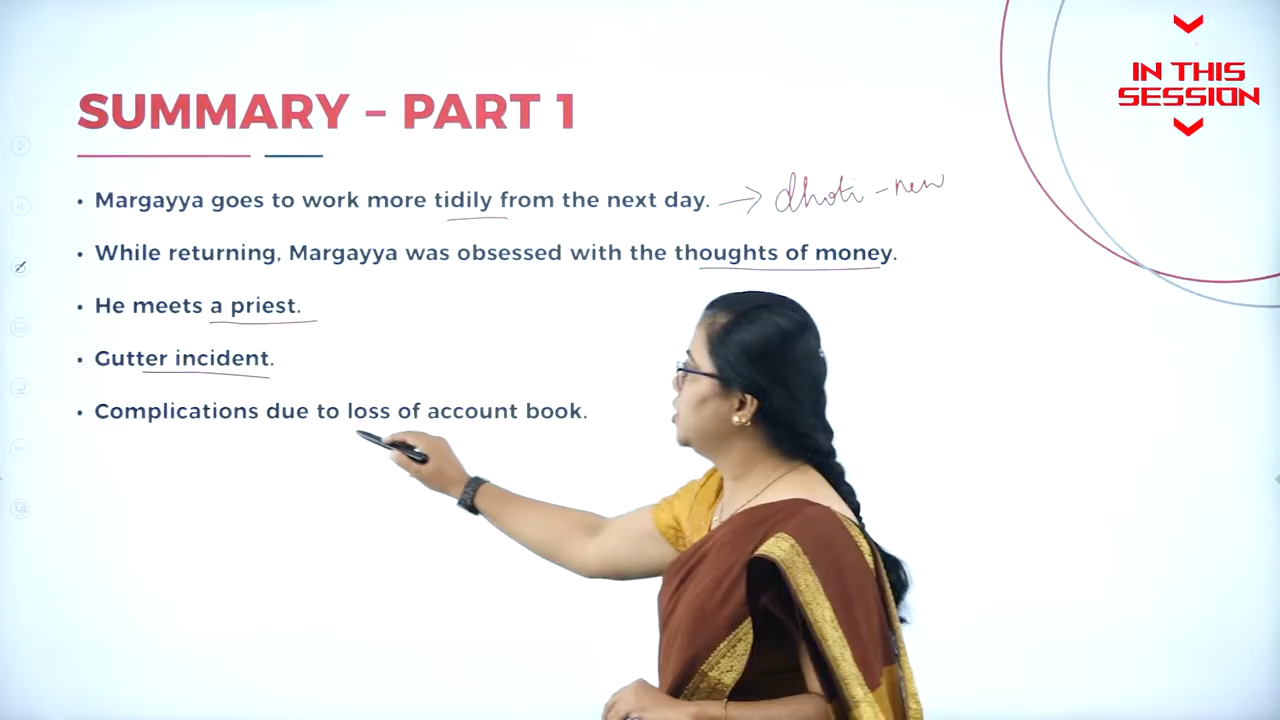 IN THIS
SESSION
SUMMARY – PART 1
• Margayya goes to work more tidily from the next day. → dhoti - new
• While returning, Margayya was obsessed with the thoughts of money.
• He meets a priest.
• Gutter incident.
• Complications due to loss of account book.